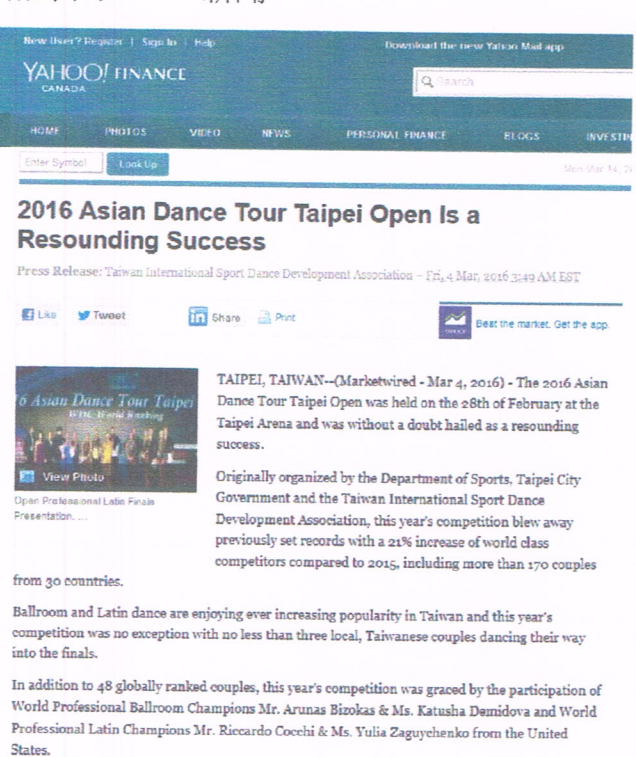 New User? Register | Sign In | Help
Download the new Yahoo Mail app
YAHOO! FINANCE
CANADA
Search
HOME PHOTOS VIDEO NEWS PERSONAL FINANCE BLOGS INVESTIN
Enter Symbol Look Up
Mon Mar 14, 20
2016 Asian Dance Tour Taipei Open Is a
Resounding Success
Press Release: Taiwan International Sport Dance Development Association – Fri, 4 Mar, 2016 3:49 AM EST
Like Tweet Share Print
Beat the market. Get the app.
6 Asian Dance Tour Taipei
WDC World Ranking
View Photo
Open Professional Latin Finals
Presentation. ...
TAIPEI, TAIWAN--(Marketwired - Mar 4, 2016) - The 2016 Asian
Dance Tour Taipei Open was held on the 28th of February at the
Taipei Arena and was without a doubt hailed as a resounding
success.
Originally organized by the Department of Sports, Taipei City
Government and the Taiwan International Sport Dance
Development Association, this year's competition blew away
previously set records with a 21% increase of world class
competitors compared to 2015, including more than 170 couples
from 30 countries.
Ballroom and Latin dance are enjoying ever increasing popularity in Taiwan and this year's
competition was no exception with no less than three local, Taiwanese couples dancing their way
into the finals.
In addition to 48 globally ranked couples, this year's competition was graced by the participation of
World Professional Ballroom Champions Mr. Arunas Bizokas & Ms. Katusha Demidova and World
Professional Latin Champions Mr. Riccardo Cocchi & Ms. Yulia Zaguychenko from the United
States.